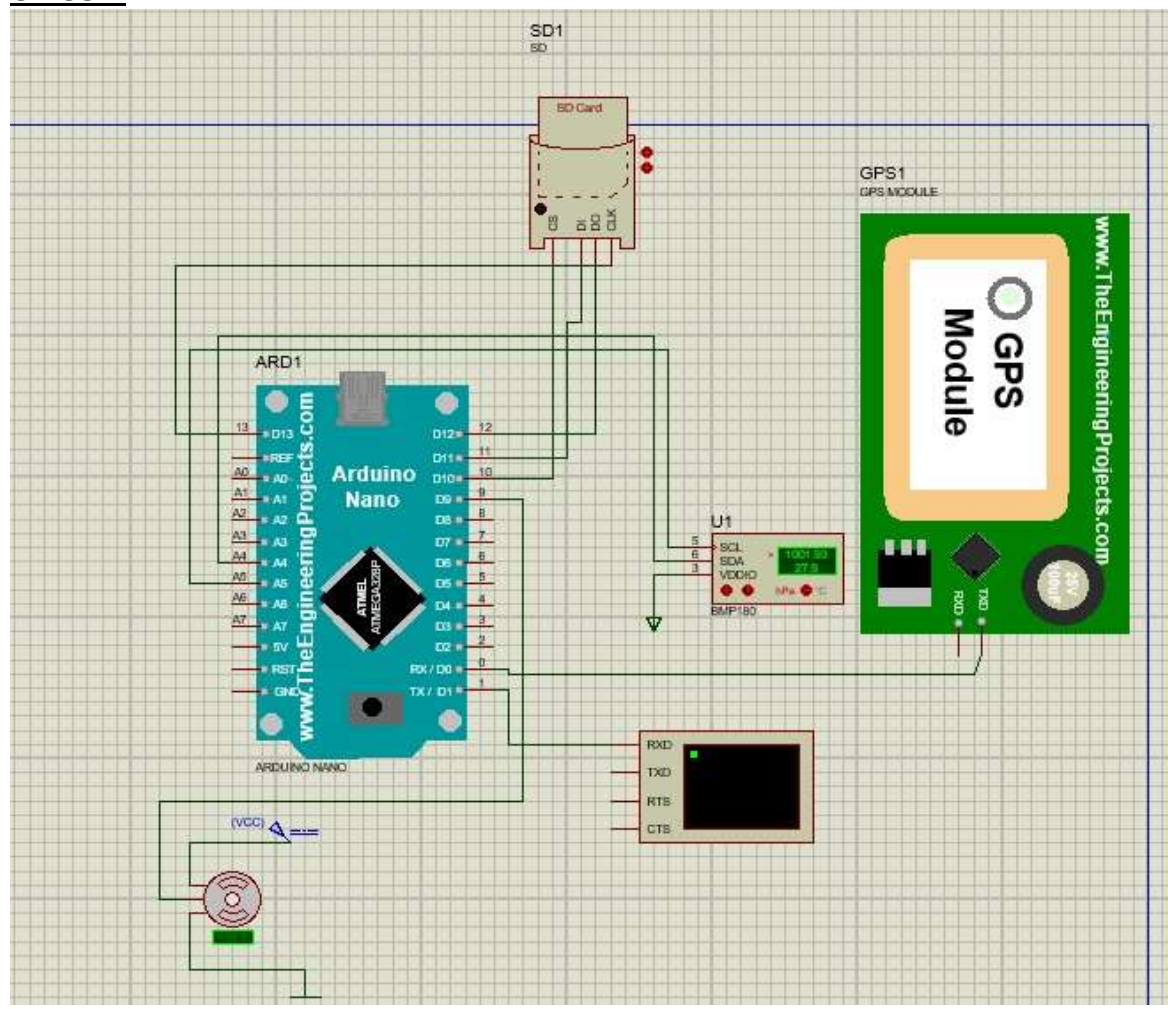 SD1
SD
SD Card
CS
DI
DO
CLK
GPS1
GPS MODULE
www.TheEngineeringProjects.com
GPS
Module
25V
100uF
RXD
TXD
ARD1
www.TheEngineeringProjects.com
Arduino
Nano
ATMEL
ATMEGA328P
13 D13
REF
A0 A0
A1 A1
A2 A2
A3 A3
A4 A4
A5 A5
A6 A6
A7 A7
5V
RST
GND
D12 12
D11 11
D10 10
D9 9
D8 8
D7 7
D6 6
D5 5
D4 4
D3 3
D2 2
RX / D0 0
TX / D1 1
ARDUINO NANO
U1
5 SCL
6 SDA
3 VDDIO
27.9
hPa °C
BMP180
RXD
TXD
RTS
CTS
(VCC)